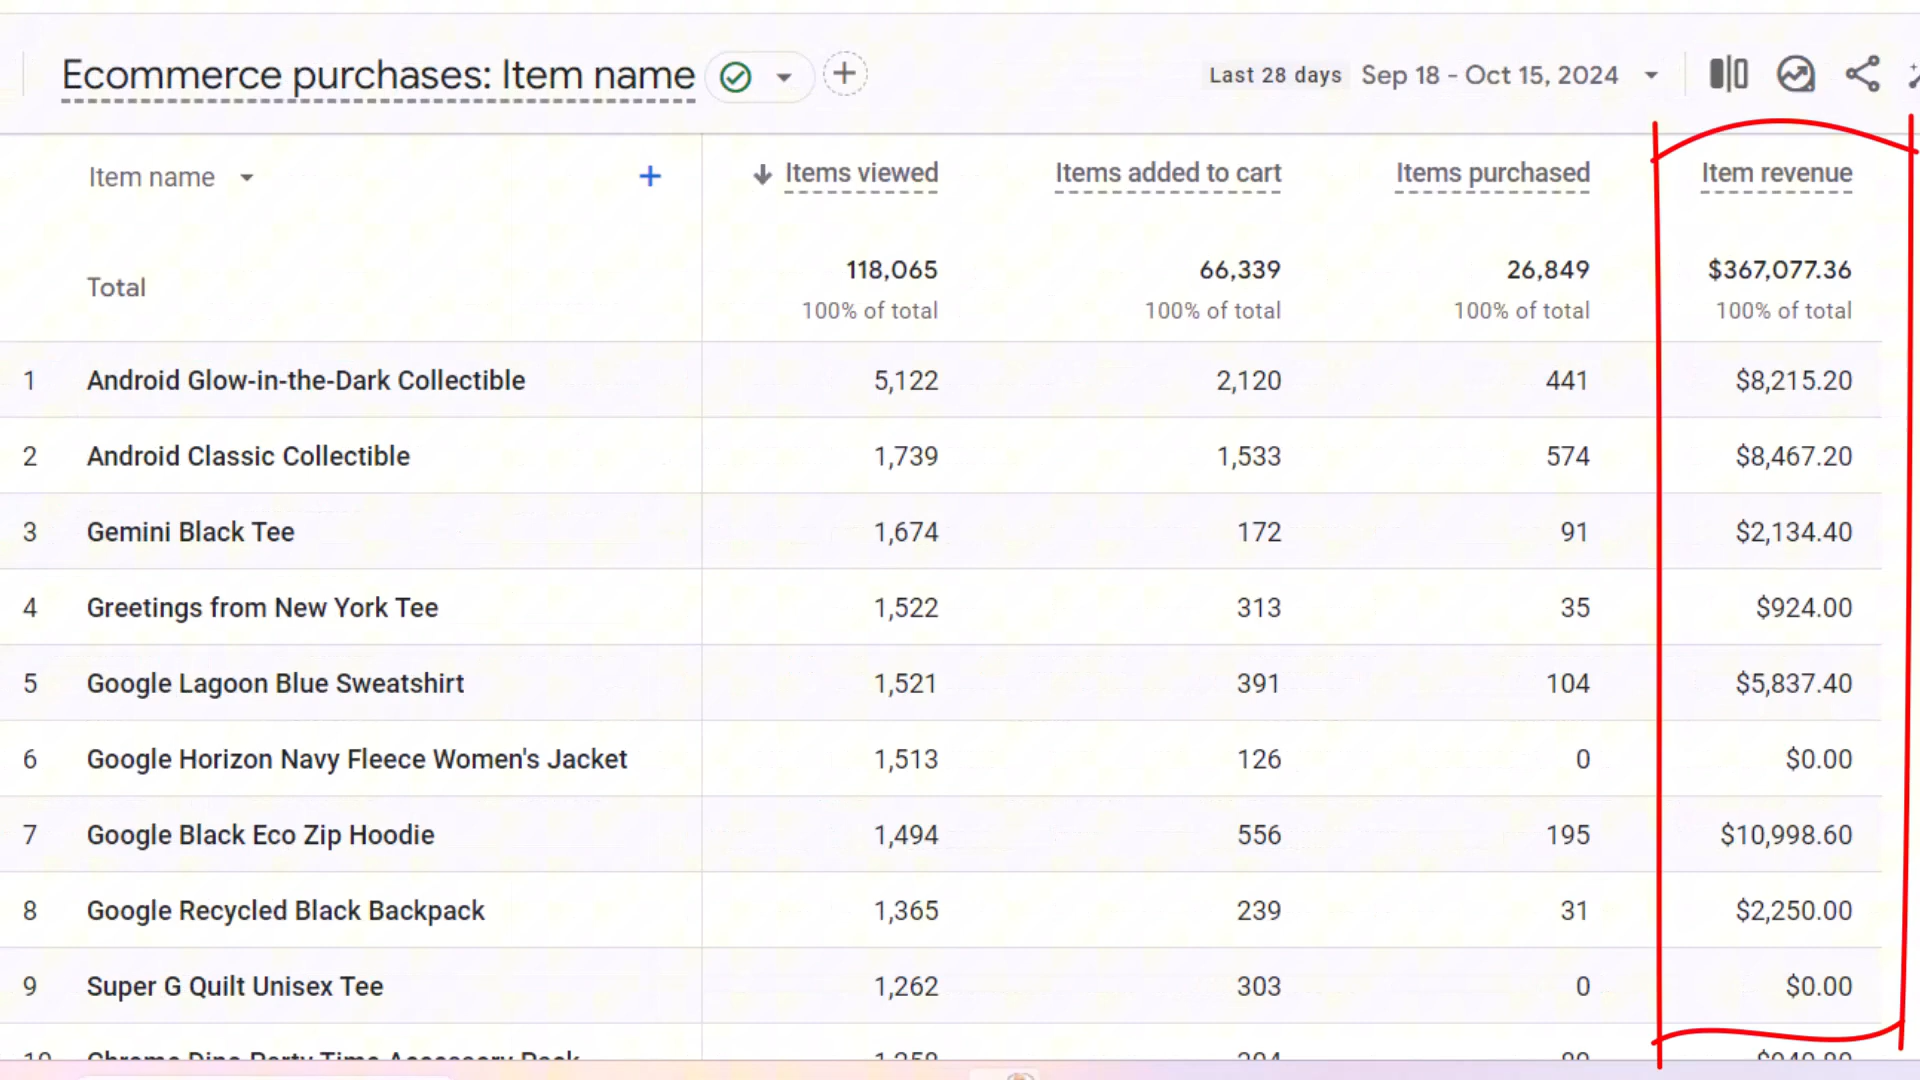 Ecommerce purchases: Item name Last 28 days Sep 18 - Oct 15, 2024
Item name Items viewed Items added to cart Items purchased Item revenue
Total 118,065 66,339 26,849 $367,077.36
100% of total 100% of total 100% of total 100% of total
1 Android Glow-in-the-Dark Collectible 5,122 2,120 441 $8,215.20
2 Android Classic Collectible 1,739 1,533 574 $8,467.20
3 Gemini Black Tee 1,674 172 91 $2,134.40
4 Greetings from New York Tee 1,522 313 35 $924.00
5 Google Lagoon Blue Sweatshirt 1,521 391 104 $5,837.40
6 Google Horizon Navy Fleece Women's Jacket 1,513 126 0 $0.00
7 Google Black Eco Zip Hoodie 1,494 556 195 $10,998.60
8 Google Recycled Black Backpack 1,365 239 31 $2,250.00
9 Super G Quilt Unisex Tee 1,262 303 0 $0.00
10 Chrome Dino Party Time Accessory Pack